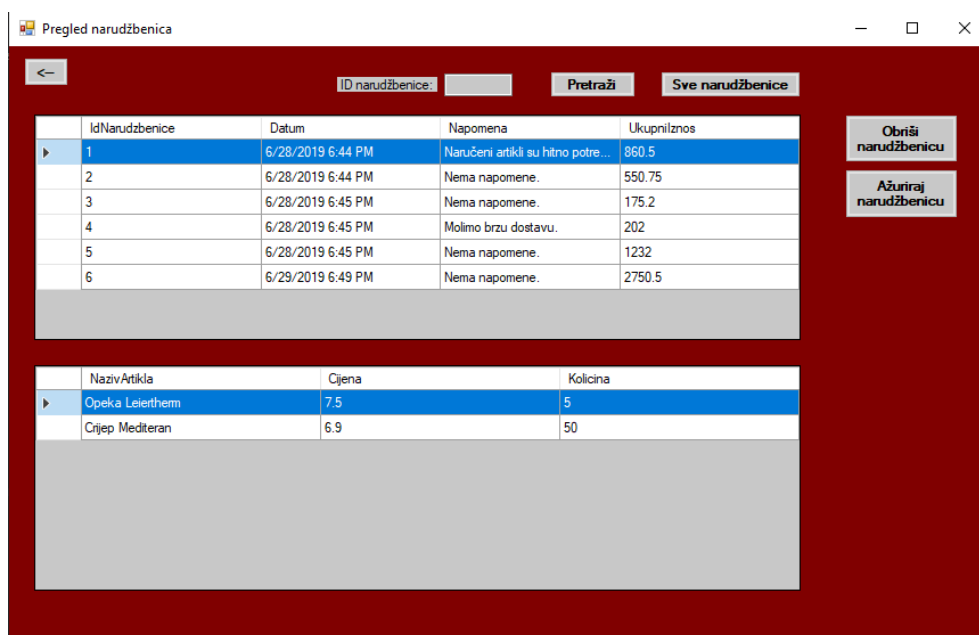 Pregled narudžbenica
<--
ID narudžbenice:
Pretraži
Sve narudžbenice
IdNarudzbenice Datum Napomena UkupniIznos
1 6/28/2019 6:44 PM Naručeni artikli su hitno potre... 860.5
2 6/28/2019 6:44 PM Nema napomene. 550.75
3 6/28/2019 6:45 PM Nema napomene. 175.2
4 6/28/2019 6:45 PM Molimo brzu dostavu. 202
5 6/28/2019 6:45 PM Nema napomene. 1232
6 6/29/2019 6:49 PM Nema napomene. 2750.5
Obriši
narudžbenicu
Ažuriraj
narudžbenicu
NazivArtikla Cijena Kolicina
Opeka Leiertherm 7.5 5
Crijep Mediteran 6.9 50